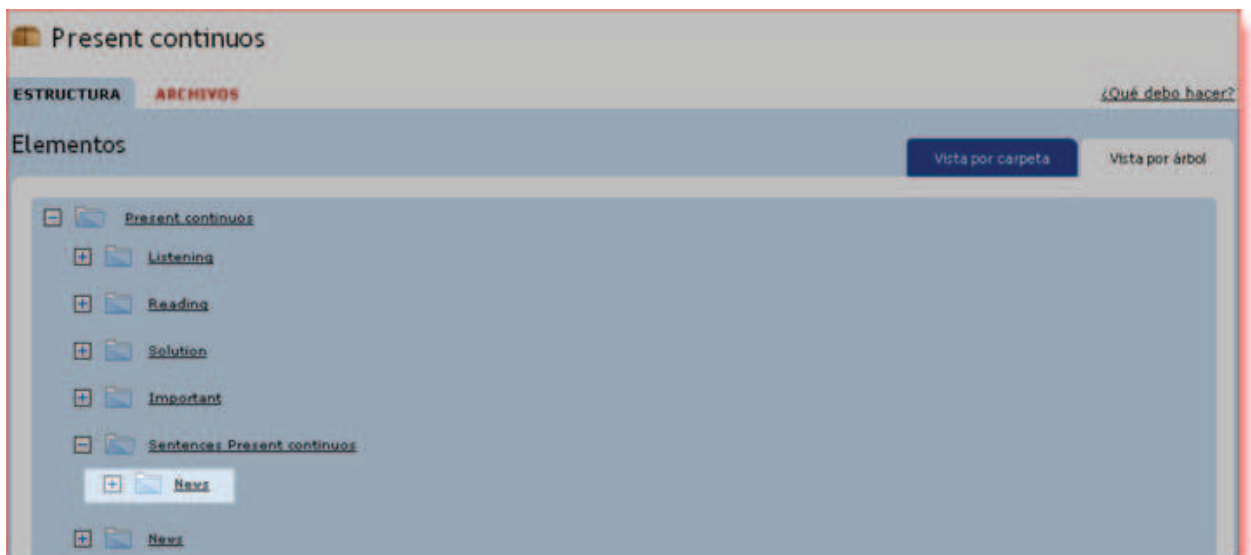 Present continuos
ESTRUCTURA ARCHIVOS ¿Qué debo hacer?
Elementos
Vista por carpeta Vista por árbol
Present continuos
Listening
Reading
Solution
Important
Sentences Present continuos
News
News